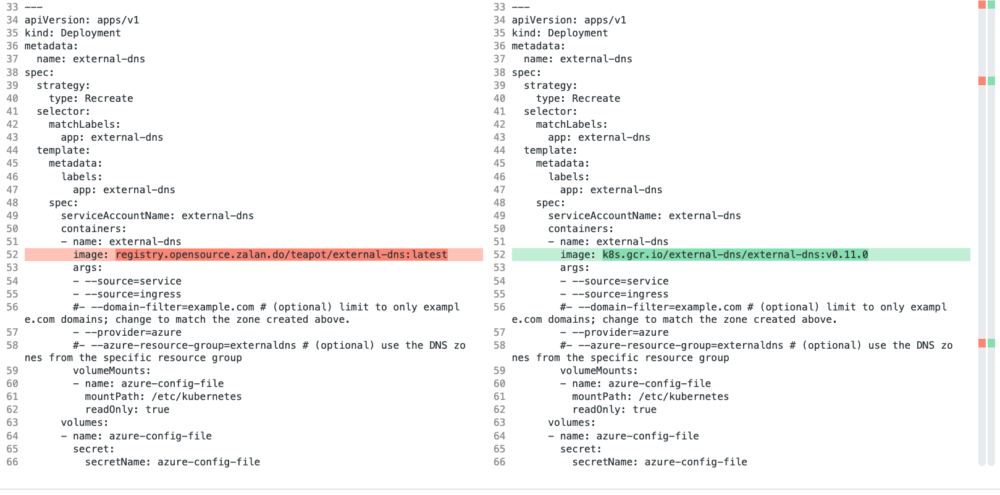 33 ---
34 apiVersion: apps/v1
35 kind: Deployment
36 metadata:
37   name: external-dns
38 spec:
39   strategy:
40     type: Recreate
41   selector:
42     matchLabels:
43       app: external-dns
44   template:
45     metadata:
46       labels:
47         app: external-dns
48     spec:
49       serviceAccountName: external-dns
50       containers:
51       - name: external-dns
52         image: registry.opensource.zalan.do/teapot/external-dns:latest
53         args:
54         - --source=service
55         - --source=ingress
56         #- --domain-filter=example.com # (optional) limit to only exampl
e.com domains; change to match the zone created above.
57         - --provider=azure
58         #- --azure-resource-group=externaldns # (optional) use the DNS zo
nes from the specific resource group
59         volumeMounts:
60         - name: azure-config-file
61           mountPath: /etc/kubernetes
62           readOnly: true
63       volumes:
64       - name: azure-config-file
65         secret:
66           secretName: azure-config-file
33 ---
34 apiVersion: apps/v1
35 kind: Deployment
36 metadata:
37   name: external-dns
38 spec:
39   strategy:
40     type: Recreate
41   selector:
42     matchLabels:
43       app: external-dns
44   template:
45     metadata:
46       labels:
47         app: external-dns
48     spec:
49       serviceAccountName: external-dns
50       containers:
51       - name: external-dns
52         image: k8s.gcr.io/external-dns/external-dns:v0.11.0
53         args:
54         - --source=service
55         - --source=ingress
56         #- --domain-filter=example.com # (optional) limit to only exampl
e.com domains; change to match the zone created above.
57         - --provider=azure
58         #- --azure-resource-group=externaldns # (optional) use the DNS zo
nes from the specific resource group
59         volumeMounts:
60         - name: azure-config-file
61           mountPath: /etc/kubernetes
62           readOnly: true
63       volumes:
64       - name: azure-config-file
65         secret:
66           secretName: azure-config-file